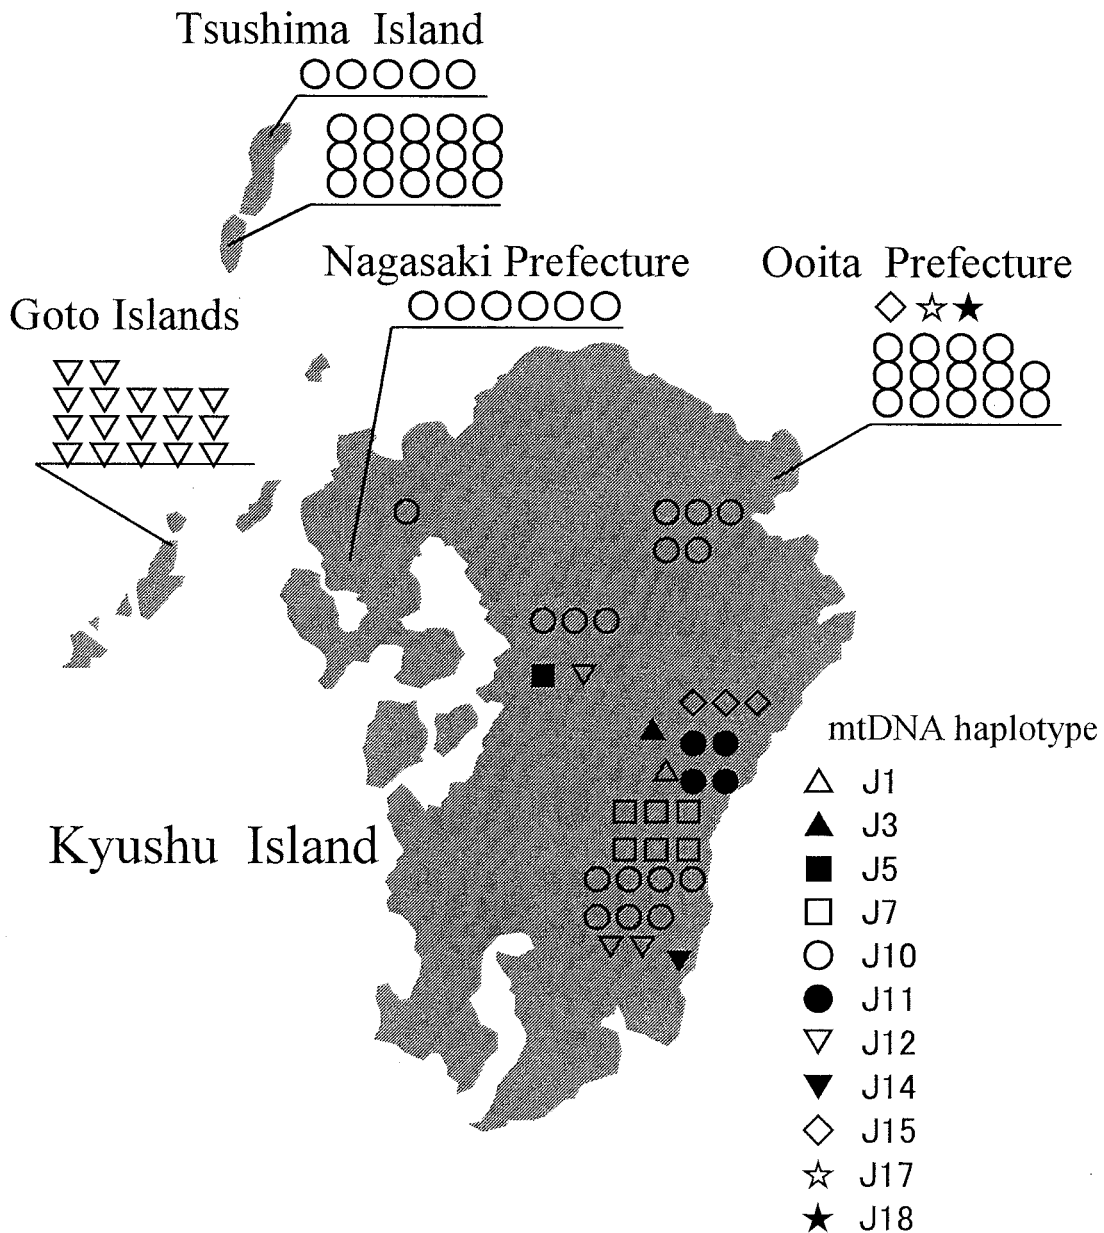 Tsushima Island
Nagasaki Prefecture
Ooita Prefecture
Goto Islands
Kyushu Island
mtDNA haplotype
J1
J3
J5
J7
J10
J11
J12
J14
J15
J17
J18